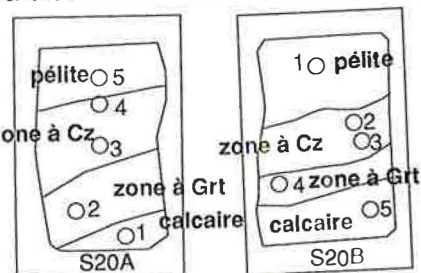 pélite 5
4
one à Cz 3
zone à Grt
2
calcaire
1
S20A
1 pélite
2
zone à Cz 3
4 zone à Grt
calcaire 5
S20B